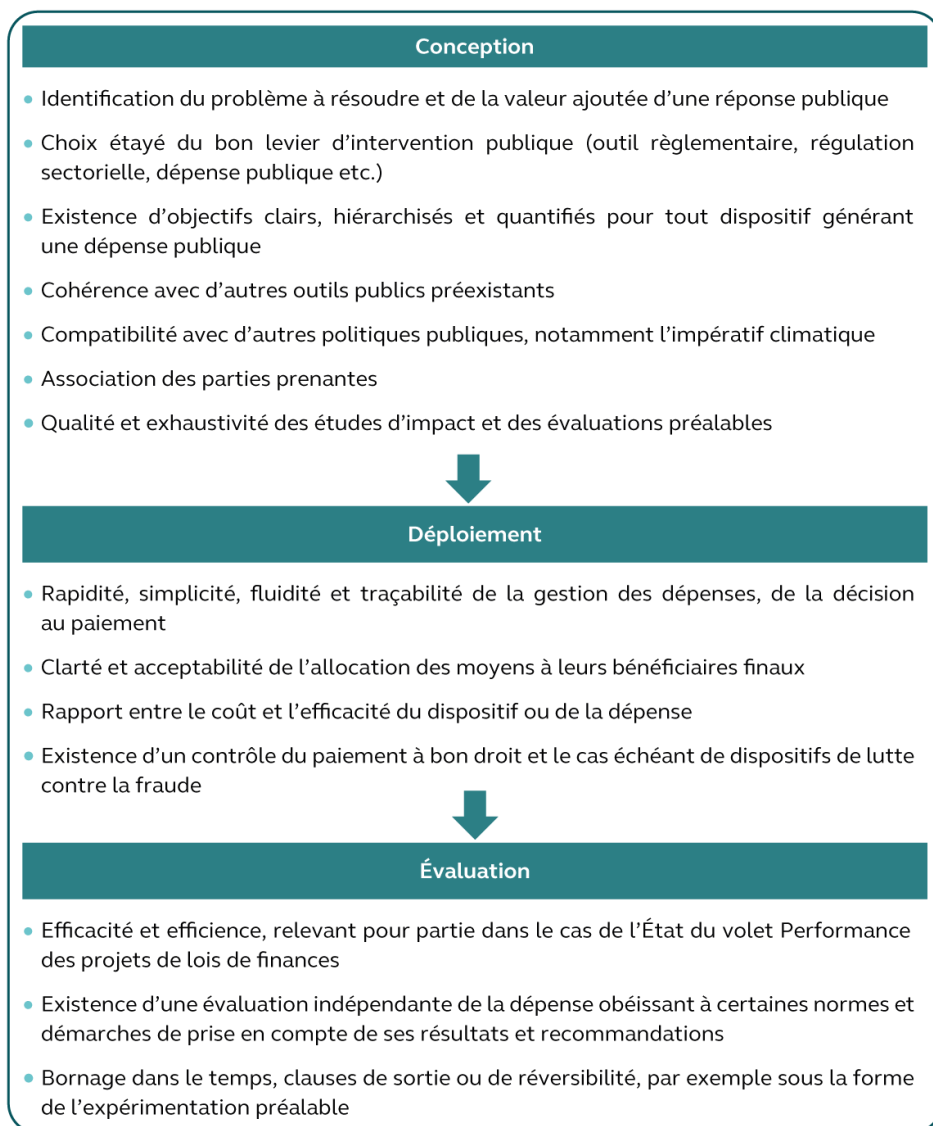 Conception
• Identification du problème à résoudre et de la valeur ajoutée d’une réponse publique
• Choix étayé du bon levier d’intervention publique (outil règlementaire, régulation
sectorielle, dépense publique etc.)
• Existence d’objectifs clairs, hiérarchisés et quantifiés pour tout dispositif générant
une dépense publique
• Cohérence avec d’autres outils publics préexistants
• Compatibilité avec d’autres politiques publiques, notamment l’impératif climatique
• Association des parties prenantes
• Qualité et exhaustivité des études d’impact et des évaluations préalables
Déploiement
• Rapidité, simplicité, fluidité et traçabilité de la gestion des dépenses, de la décision
au paiement
• Clarté et acceptabilité de l’allocation des moyens à leurs bénéficiaires finaux
• Rapport entre le coût et l’efficacité du dispositif ou de la dépense
• Existence d’un contrôle du paiement à bon droit et le cas échéant de dispositifs de lutte
contre la fraude
Évaluation
• Efficacité et efficience, relevant pour partie dans le cas de l’État du volet Performance
des projets de lois de finances
• Existence d’une évaluation indépendante de la dépense obéissant à certaines normes et
démarches de prise en compte de ses résultats et recommandations
• Bornage dans le temps, clauses de sortie ou de réversibilité, par exemple sous la forme
de l’expérimentation préalable